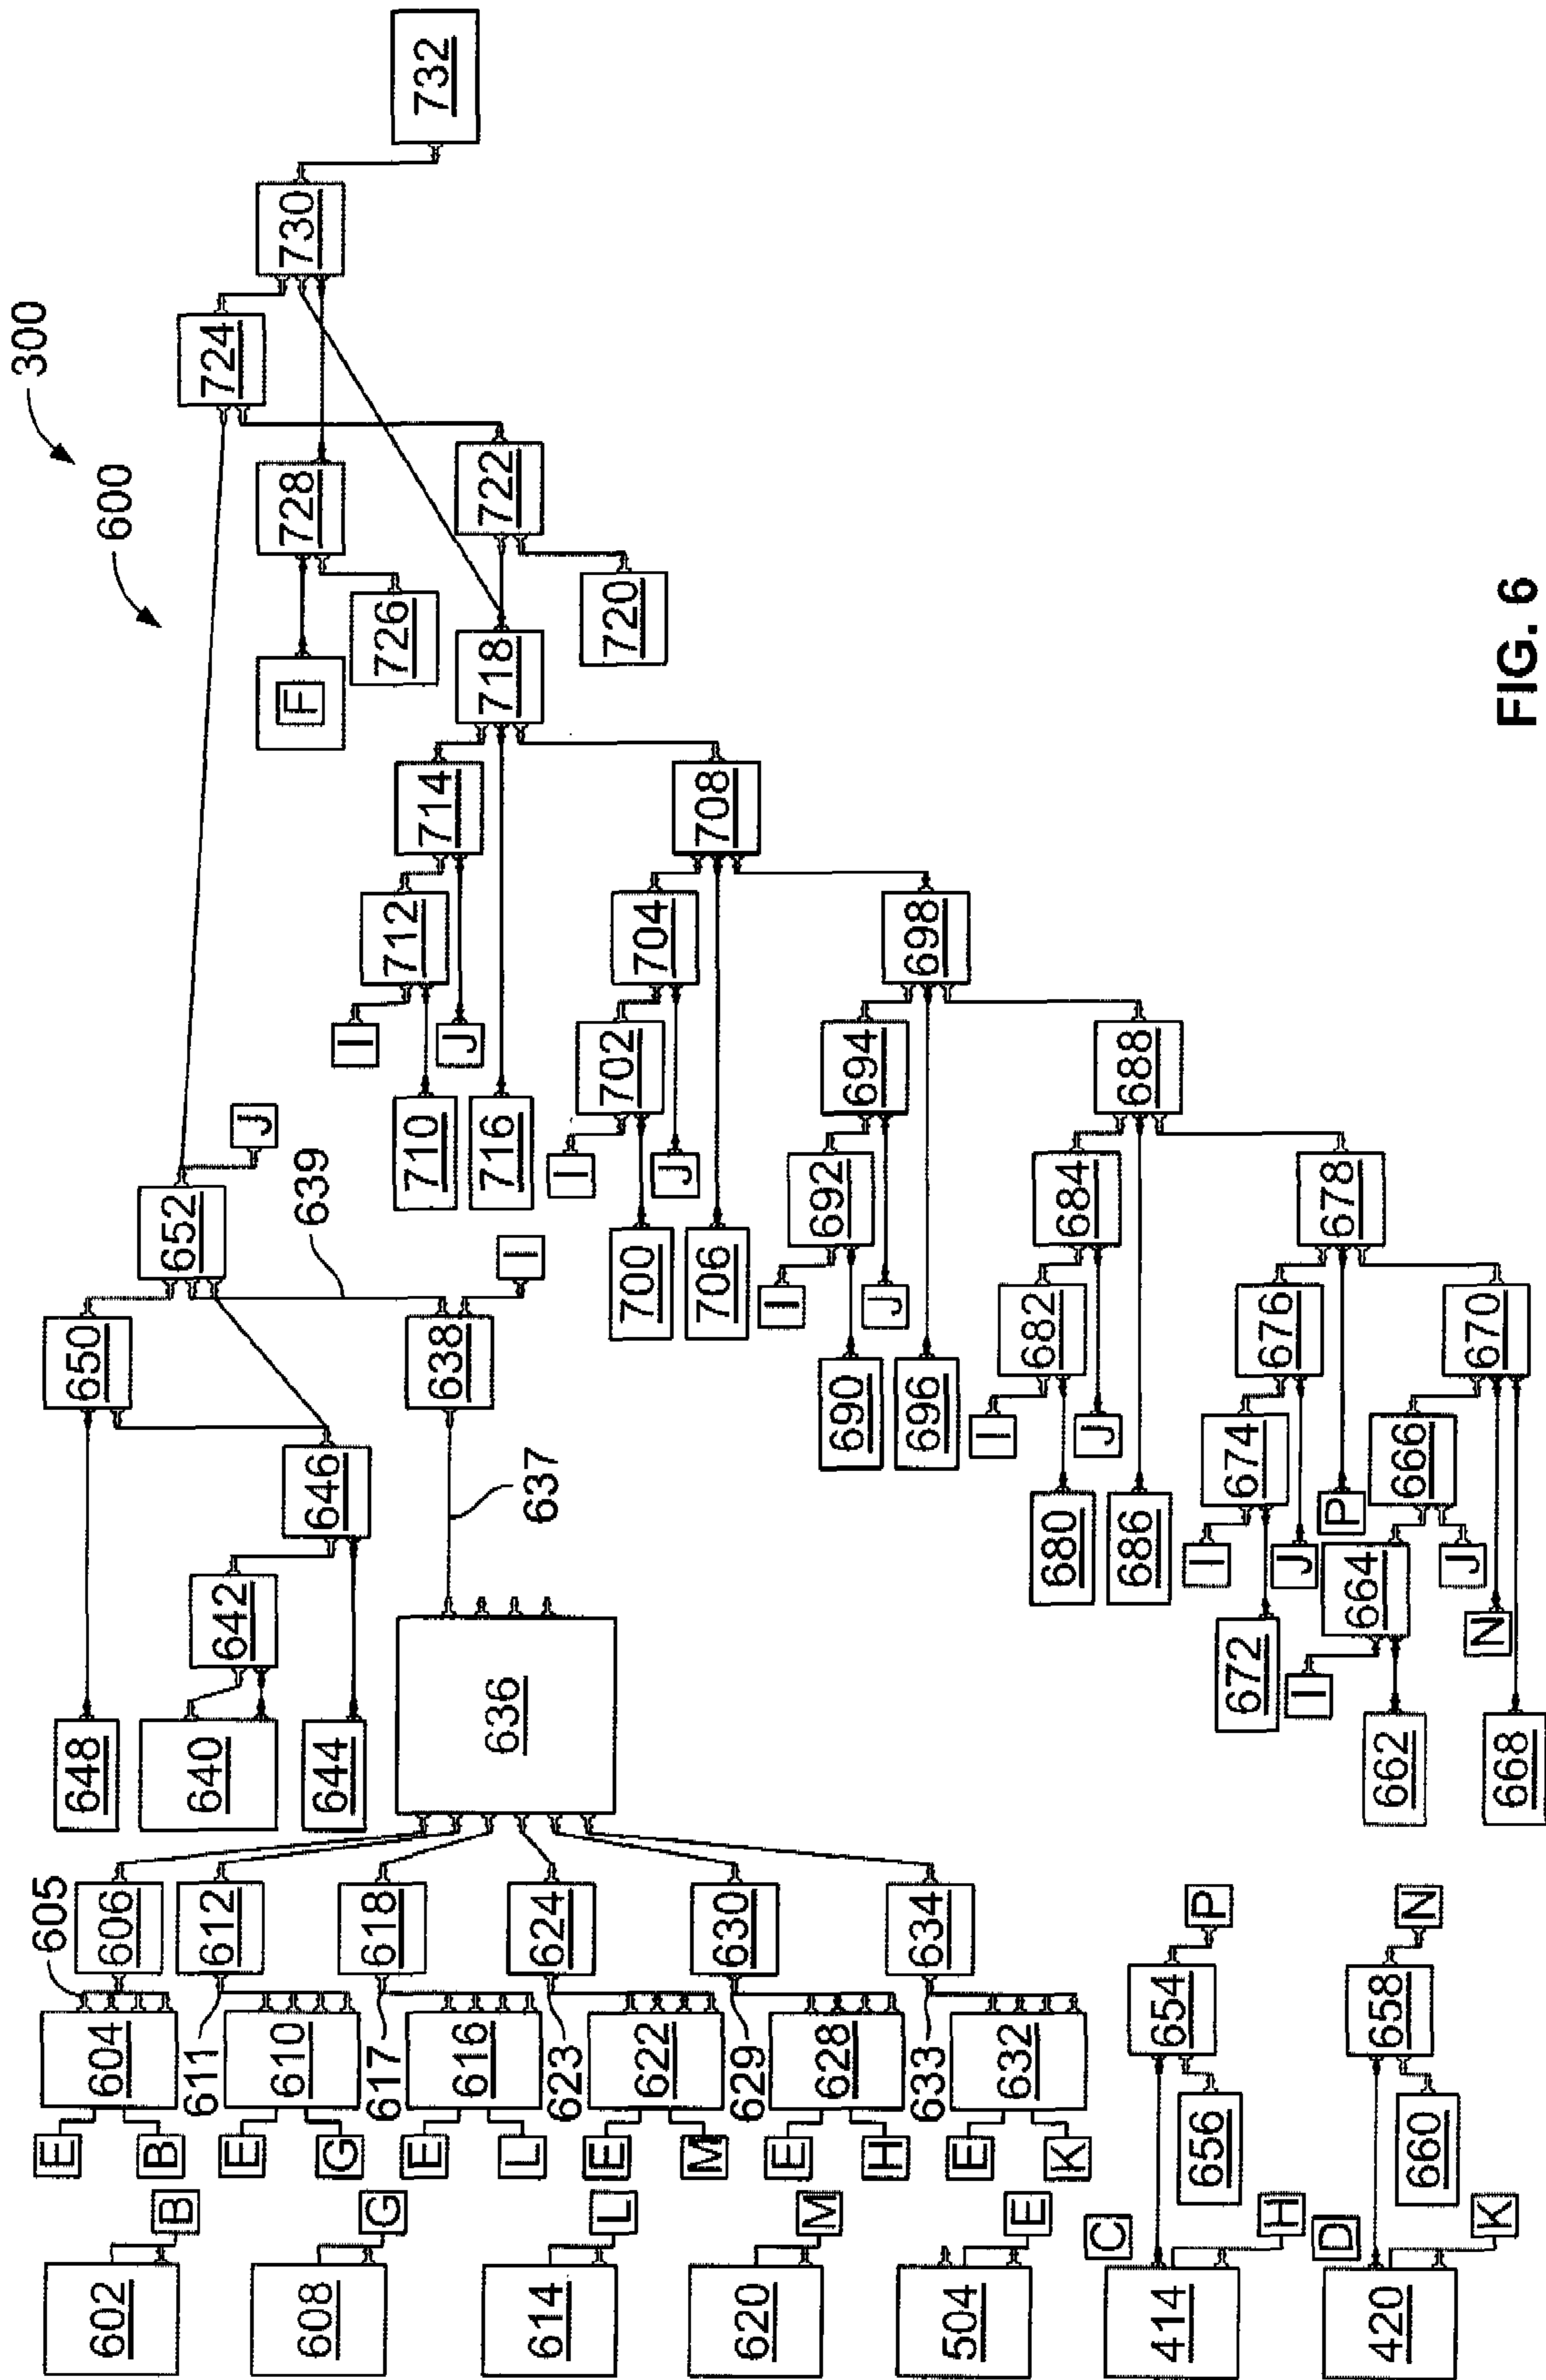 300
600
602
B
608
G
614
L
620
M
504
E
414
C
H
420
D
K
E
B
604
605
606
E
G
610
611
612
E
L
616
617
618
E
M
622
623
624
E
H
628
629
630
E
K
632
633
634
656
654
P
660
658
N
636
637
638
I
639
648
640
642
644
646
650
652
J
662
I
664
J
666
668
N
670
672
I
674
J
676
P
678
680
I
682
J
684
686
688
690
I
692
J
694
696
698
700
I
702
J
704
706
708
710
I
712
J
714
716
718
720
722
724
F
726
728
730
732
FIG. 6